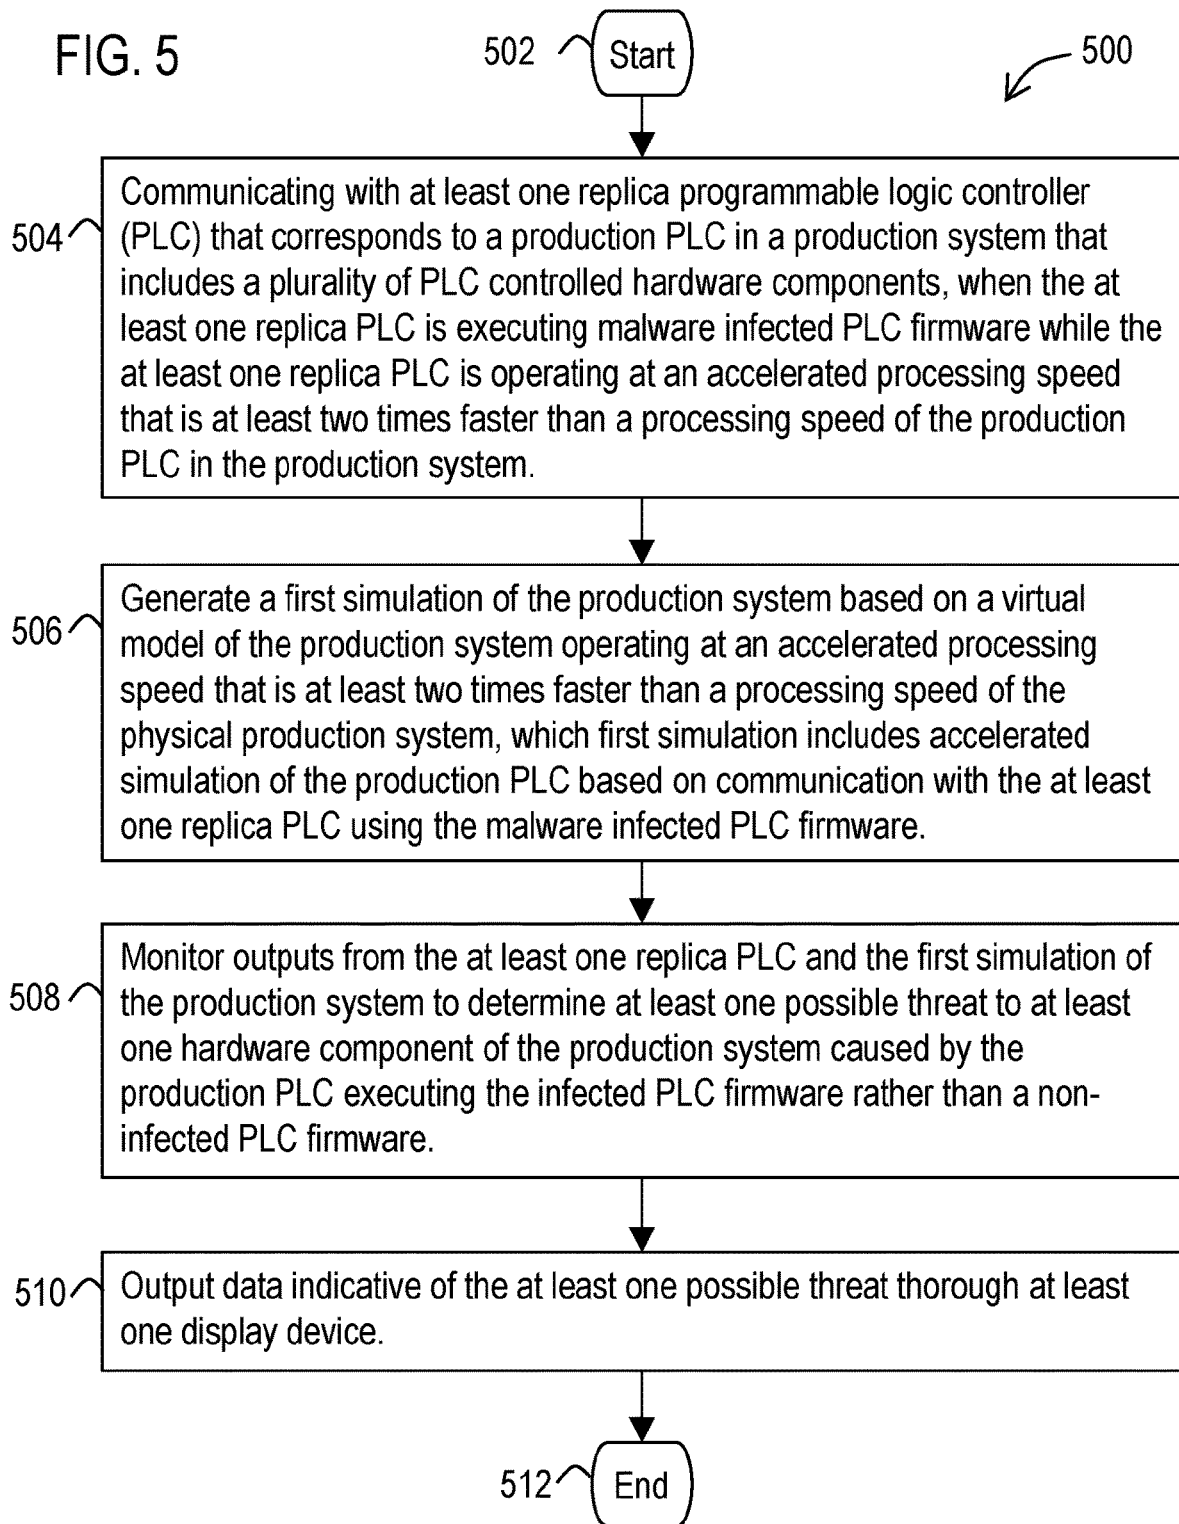 FIG. 5
502
Start
500
504
Communicating with at least one replica programmable logic controller
(PLC) that corresponds to a production PLC in a production system that
includes a plurality of PLC controlled hardware components, when the at
least one replica PLC is executing malware infected PLC firmware while the
at least one replica PLC is operating at an accelerated processing speed
that is at least two times faster than a processing speed of the production
PLC in the production system.
506
Generate a first simulation of the production system based on a virtual
model of the production system operating at an accelerated processing
speed that is at least two times faster than a processing speed of the
physical production system, which first simulation includes accelerated
simulation of the production PLC based on communication with the at least
one replica PLC using the malware infected PLC firmware.
508
Monitor outputs from the at least one replica PLC and the first simulation of
the production system to determine at least one possible threat to at least
one hardware component of the production system caused by the
production PLC executing the infected PLC firmware rather than a non-
infected PLC firmware.
510
Output data indicative of the at least one possible threat thorough at least
one display device.
512
End